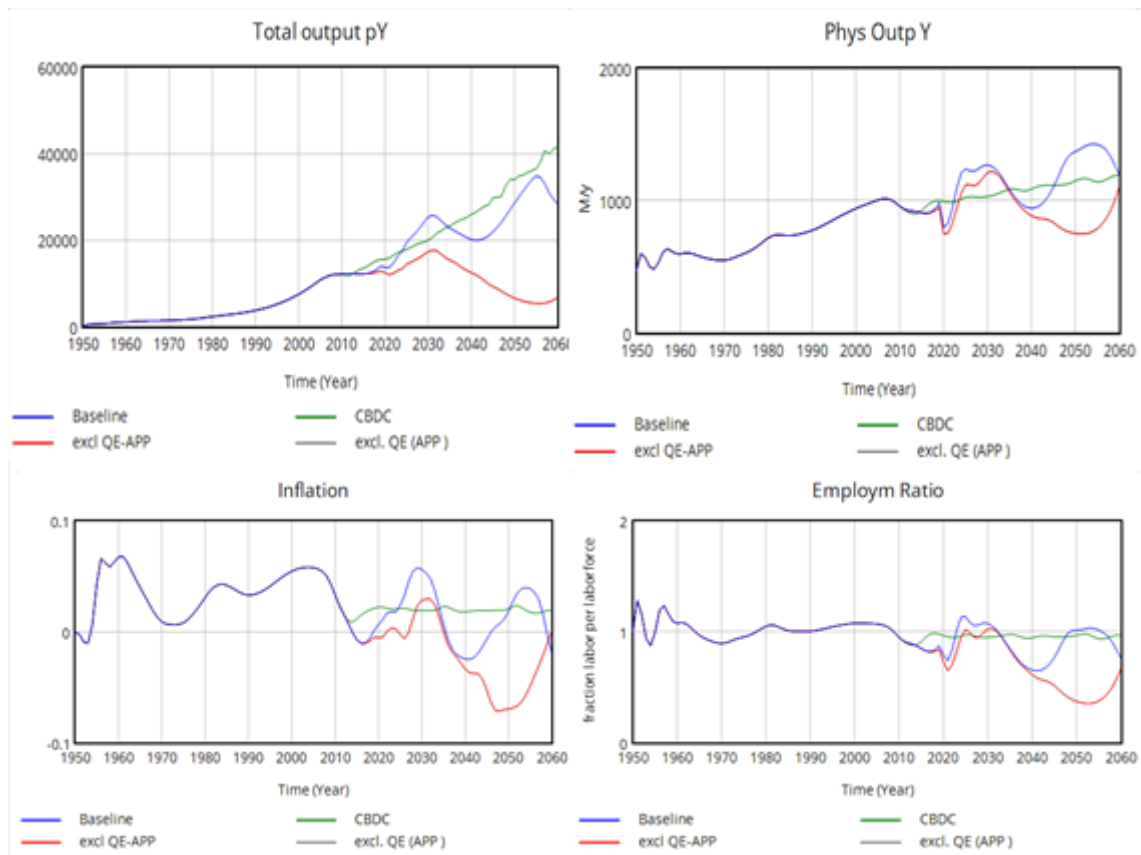 Total output pY
60000
40000
20000
0
1950 1960 1970 1980 1990 2000 2010 2020 2030 2040 2050 206
Time (Year)
Baseline CBDC
excl QE-APP excl. QE (APP )
Phys Outp Y
2000
1000
0
M/y
1950 1960 1970 1980 1990 2000 2010 2020 2030 2040 2050 2060
Time (Year)
Baseline CBDC
excl QE-APP excl. QE (APP )
Inflation
0.1
0
-0.1
1950 1960 1970 1980 1990 2000 2010 2020 2030 2040 2050 2060
Time (Year)
Baseline CBDC
excl QE-APP excl. QE (APP )
Employm Ratio
2
1
0
fraction labor per laborforce
1950 1960 1970 1980 1990 2000 2010 2020 2030 2040 2050 2060
Time (Year)
Baseline CBDC
excl QE-APP excl. QE (APP )